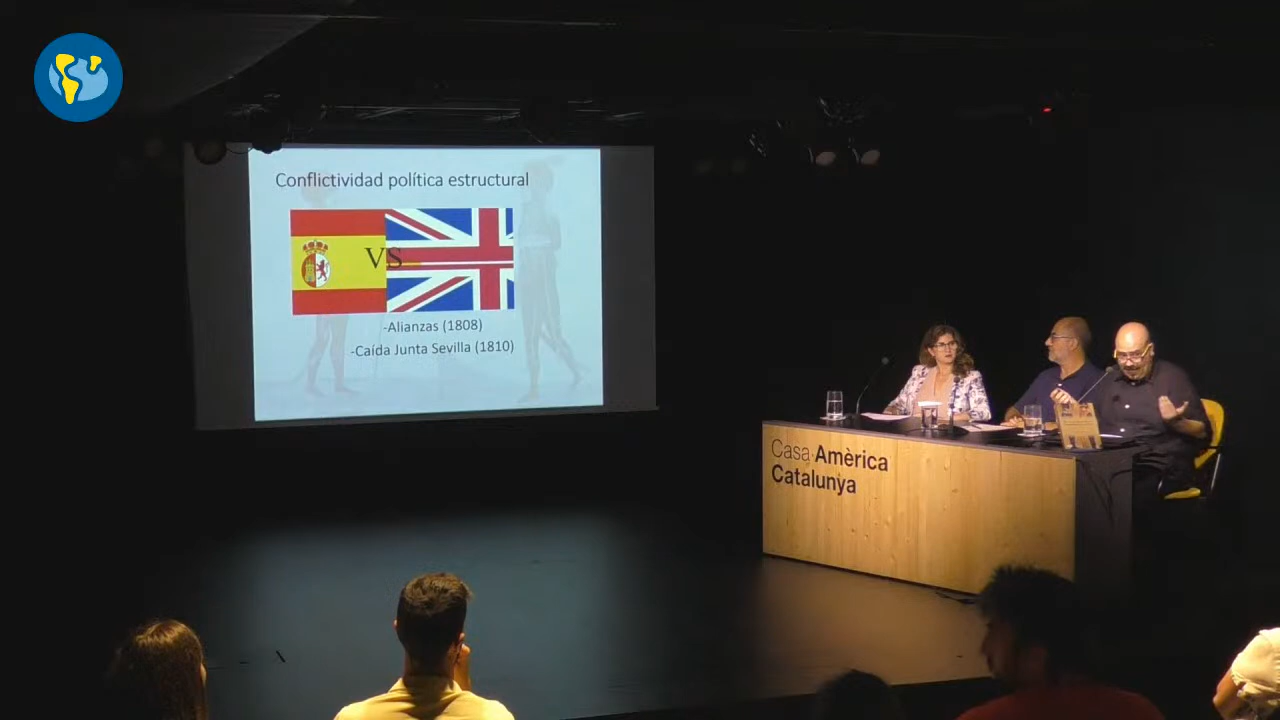 Conflictividad política estructural
VS
-Alianzas (1808)
-Caída Junta Sevilla (1810)
Casa Amèrica
Catalunya